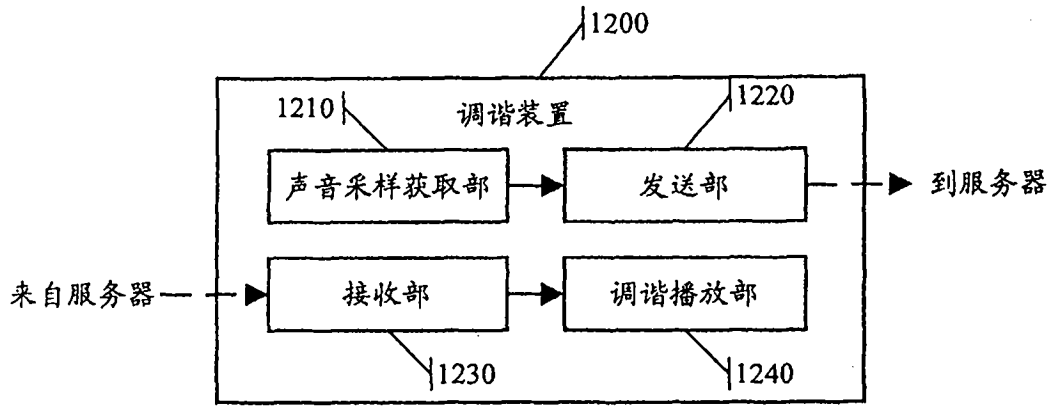 1200
1210
调谐装置
1220
声音采样获取部
发送部
到服务器
来自服务器
接收部
调谐播放部
1230
1240